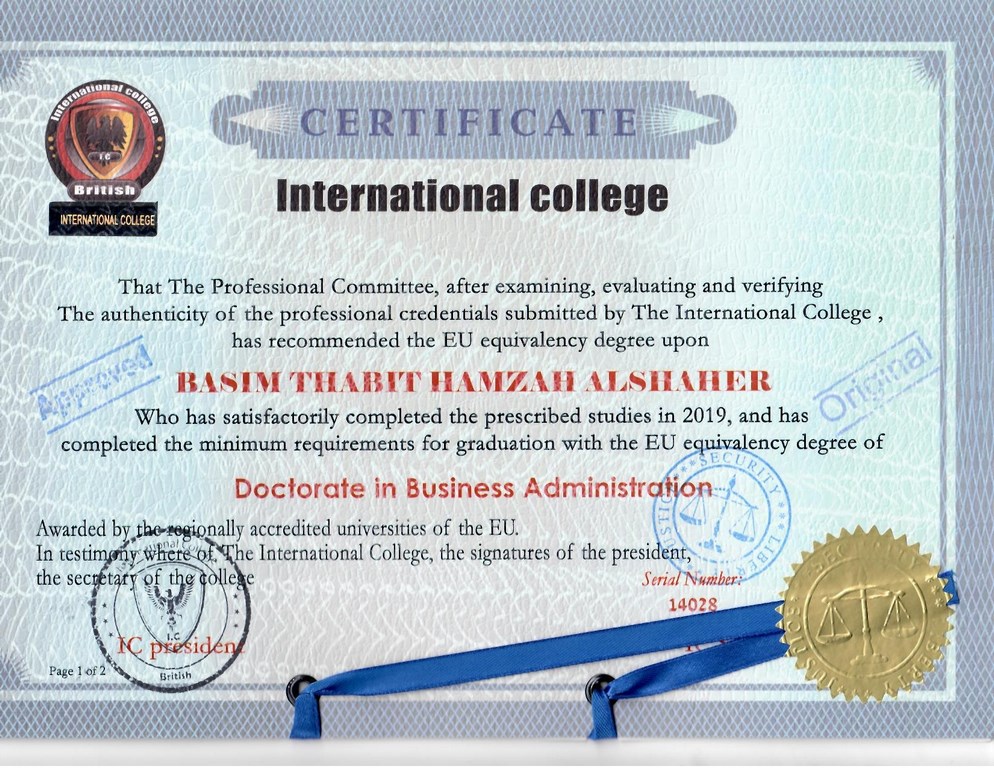 International college
British
INTERNATIONAL COLLEGE
CERTIFICATE
International college
That The Professional Committee, after examining, evaluating and verifying
The authenticity of the professional credentials submitted by The International College ,
has recommended the EU equivalency degree upon
Approved
Original
BASIM THABIT HAMZAH ALSHAHER
Who has satisfactorily completed the prescribed studies in 2019, and has
completed the minimum requirements for graduation with the EU equivalency degree of
Doctorate in Business Administration
SECURITY
Awarded by the regionally accredited universities of the EU.
In testimony where of, The International College, the signatures of the president,
the secretary of the college
Serial Number:
14028
I.C
IC president
British
Page 1 of 2